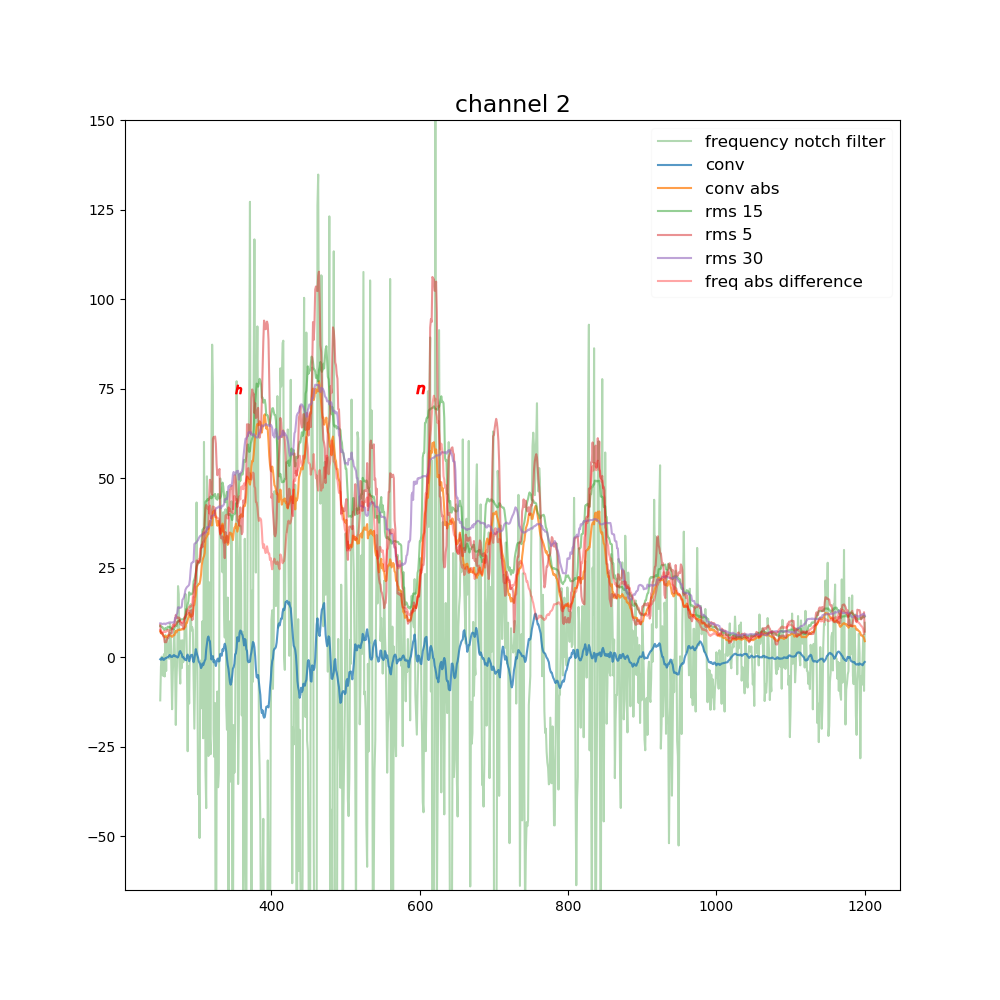 channel 2
150
125
100
75
50
25
0
−25
−50
400
600
800
1000
1200
frequency notch filter
conv
conv abs
rms 15
rms 5
rms 30
freq abs difference
h
n